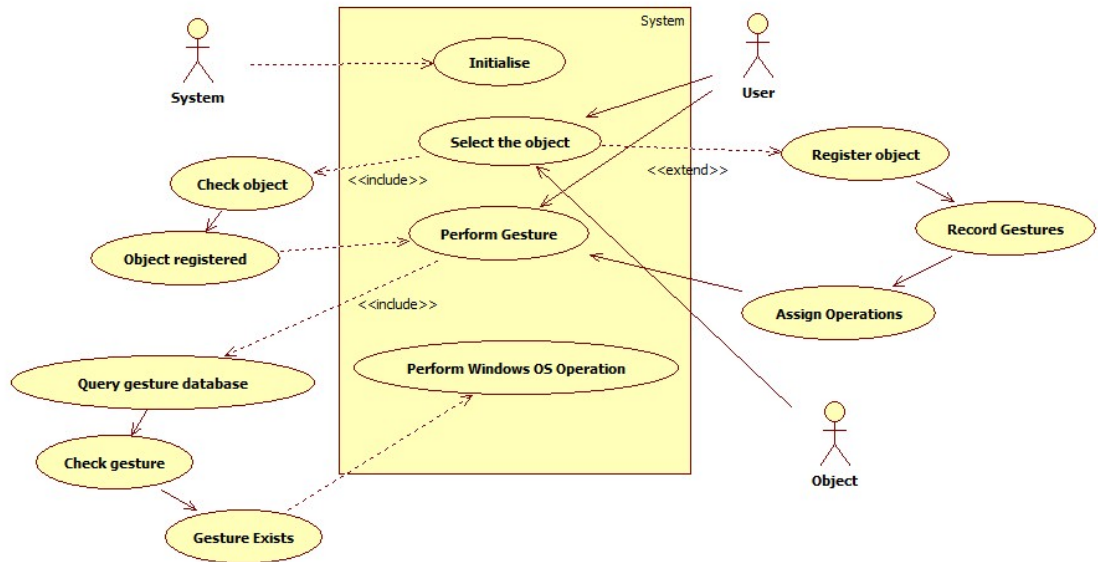 System
Initialise
System
User
Select the object
Register object
<<extend>>
Check object
<<include>>
Perform Gesture
Record Gestures
Object registered
<<include>>
Assign Operations
Query gesture database
Perform Windows OS Operation
Check gesture
Object
Gesture Exists